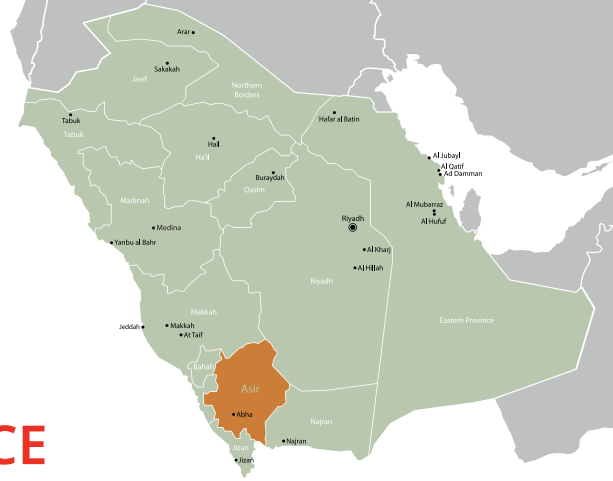 Arar
Sakakah
Jawf
Northern
Borders
Tabuk
Tabuk
Hafar al Batin
Hail
Ha'il
Al Jubayl
Al Qatif
Ad Damman
Buraydah
Qasim
Madinah
Al Mubarraz
Al Hufuf
Riyadh
Medina
Yanbu al Bahr
Al Kharj
Al Hillah
Riyadh
Makkah
Eastern Province
Jeddah
Makkah
At Taif
Bahah
Asir
Abha
Najran
Najran
Jizan
Jizan
CE